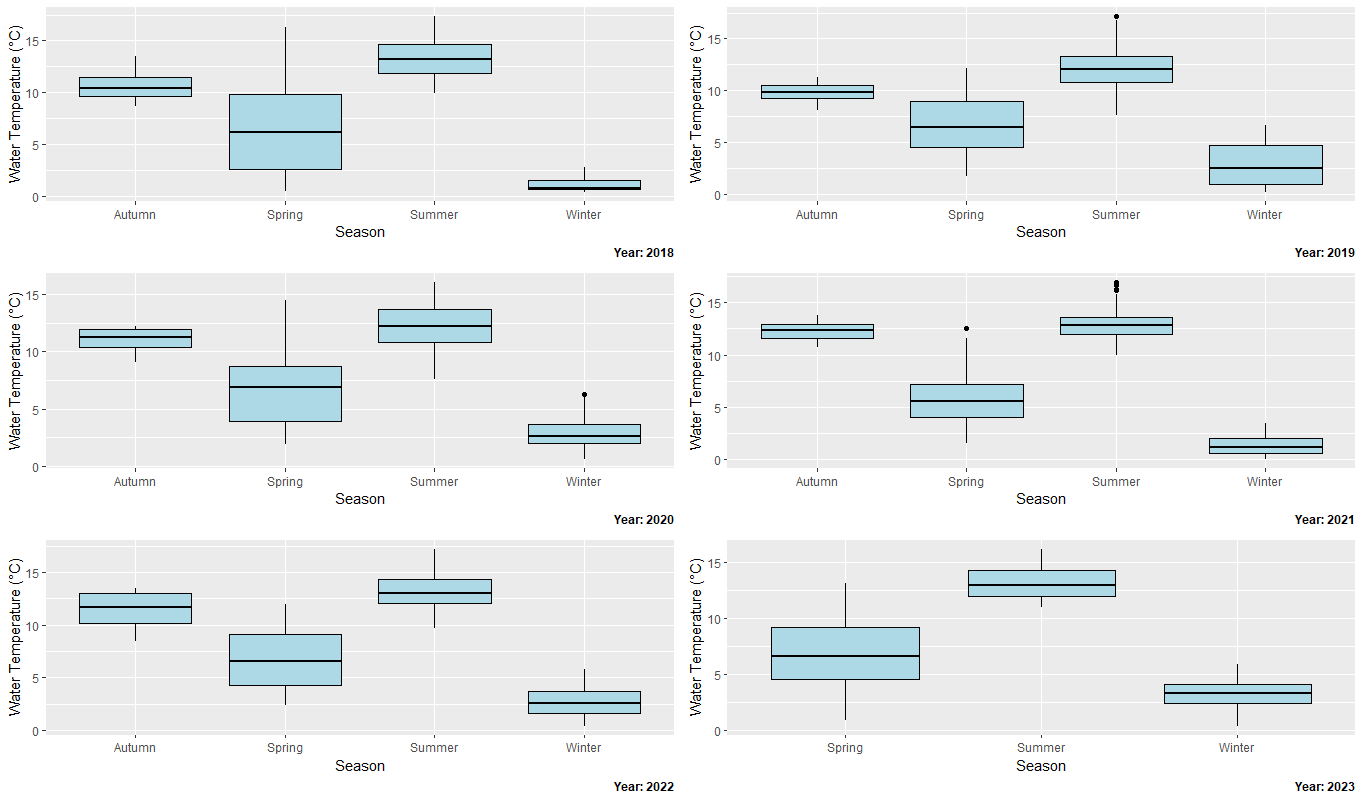 Water Temperature (°C)
15
10
5
0
Autumn Spring Summer Winter
Season
Year: 2018
Water Temperature (°C)
15
10
5
0
Autumn Spring Summer Winter
Season
Year: 2019
Water Temperature (°C)
15
10
5
0
Autumn Spring Summer Winter
Season
Year: 2020
Water Temperature (°C)
15
10
5
0
Autumn Spring Summer Winter
Season
Year: 2021
Water Temperature (°C)
15
10
5
0
Autumn Spring Summer Winter
Season
Year: 2022
Water Temperature (°C)
15
10
5
0
Spring Summer Winter
Season
Year: 2023